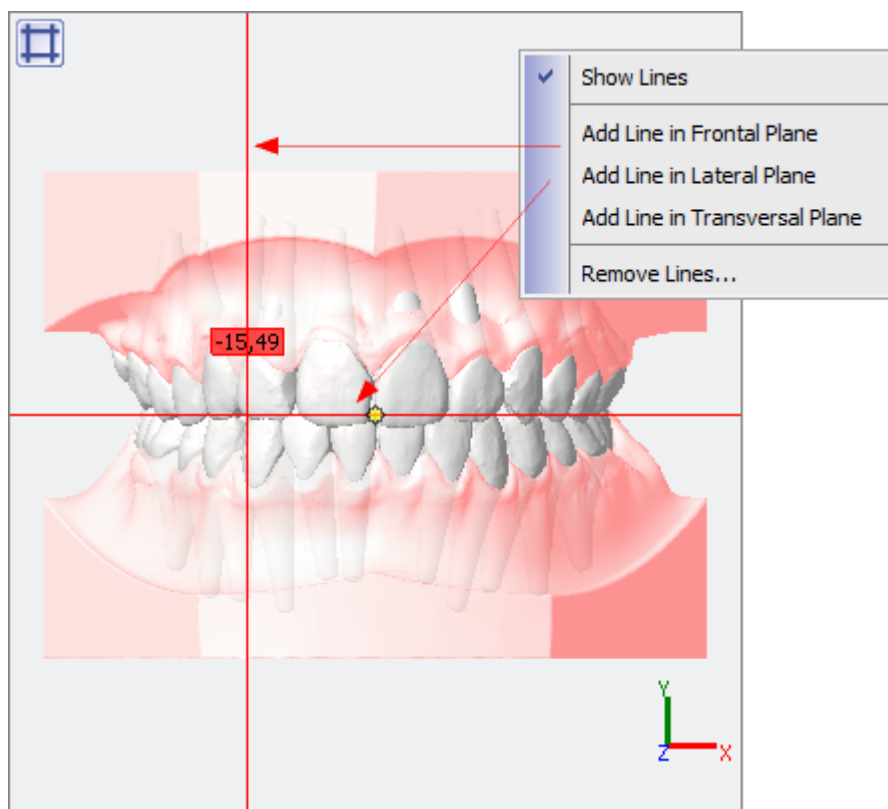 Show Lines
Add Line in Frontal Plane
Add Line in Lateral Plane
Add Line in Transversal Plane
Remove Lines...
-15,49
Y
Z
X